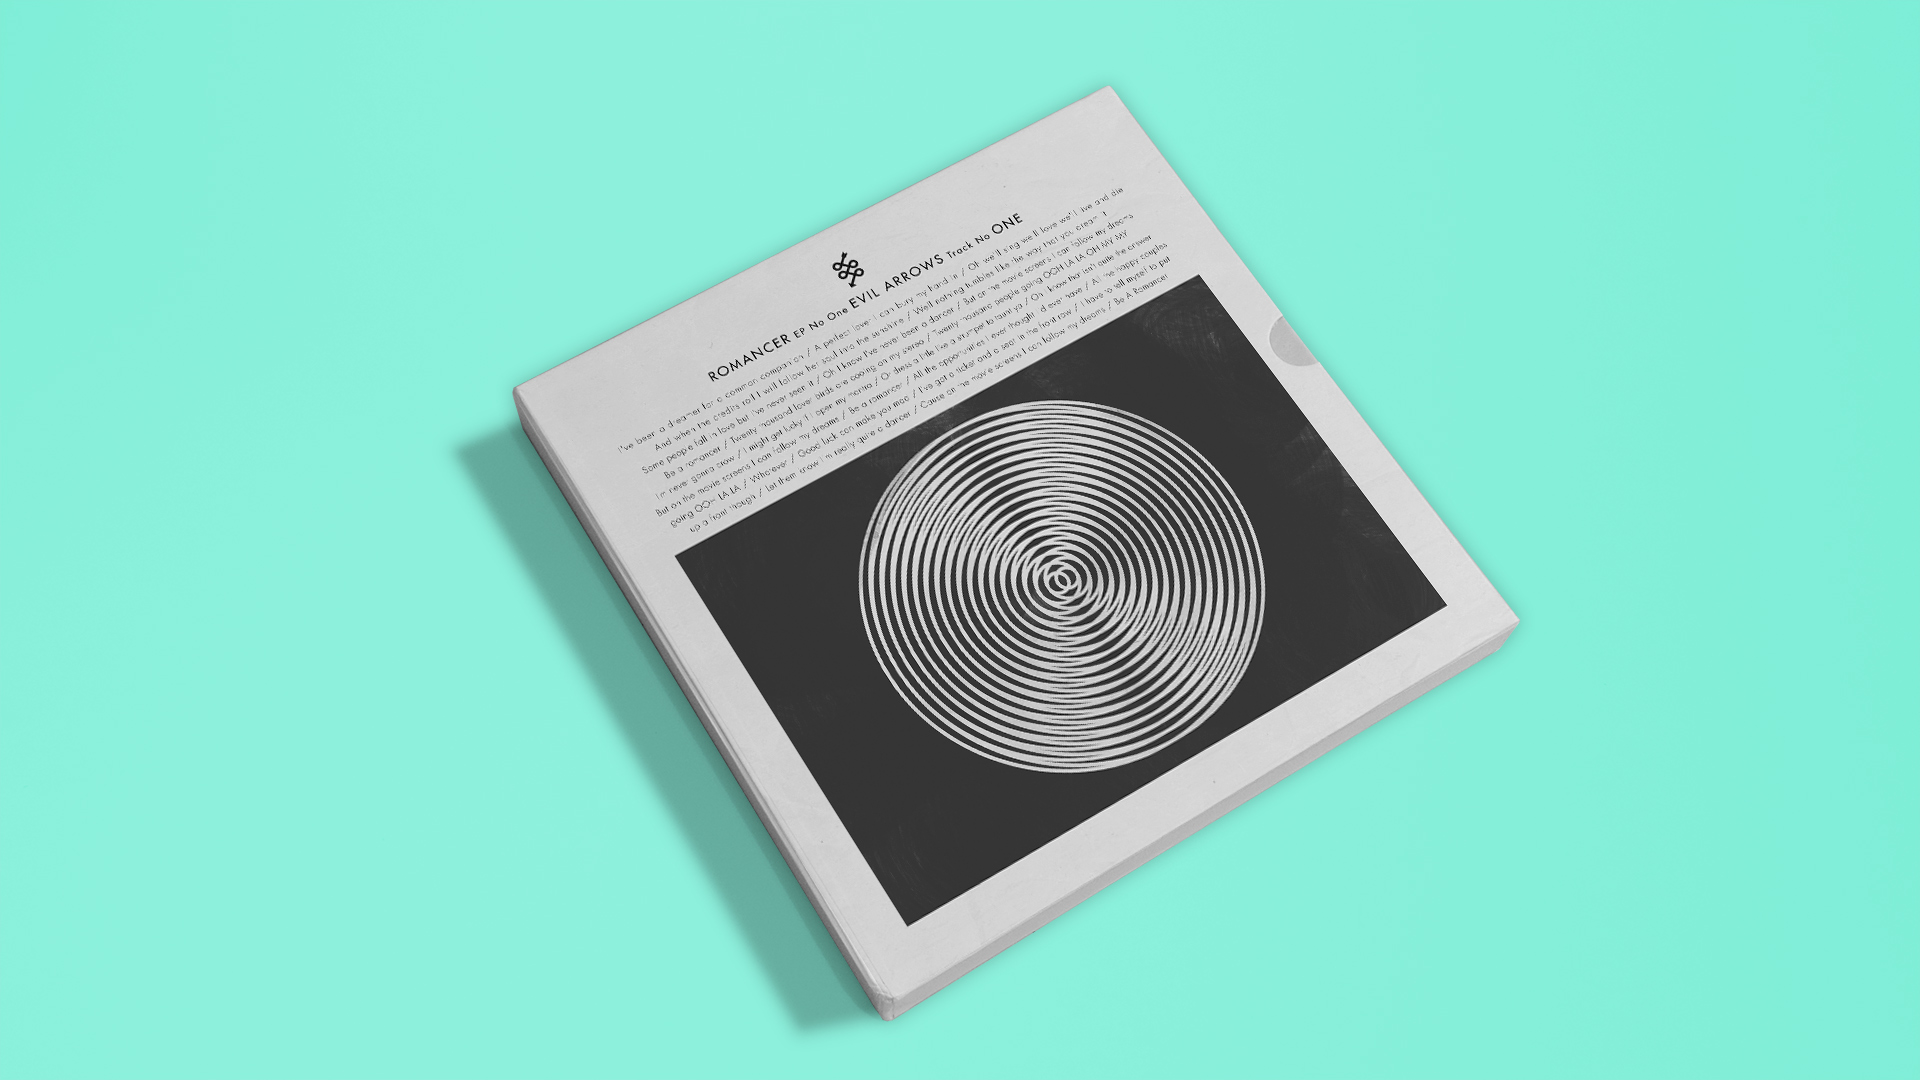 ROMANCER EP No One EVIL ARROWS Track No ONE
I've been a dreamer for a common companion / A perfect lover I can bury my hand in / Oh we'll sing we'll love we'll live and die
And when the credits roll I will follow her soul into the sunshine / Well nothing tumbles like the way that you
Some people fall in love but I've never seen it / Oh I know I've never been a dancer / But on the movie screens I can follow my dreams
Be a romancer / Twenty thousand lover birds are cooing on my stereo / Twenty thousand people going OOH LA LA OH MY MY
I'm never gonna crow / I might get lucky if I open my / Or dress a little like a strumpet to taunt ya / Oh I know that isn't quite the answer
But on the movie screens I can follow my dreams / Be a romancer / All the opportunities I ever thought I'd ever have / All the happy couples
going OOH LA LA / Whoever / Good luck can make you mad / I've got a ticket and a seat in the front row / I have to tell myself to put
up a front though / Let them know I'm really quite a dancer / Cause on the movie screens I can follow my dreams / Be A Romancer